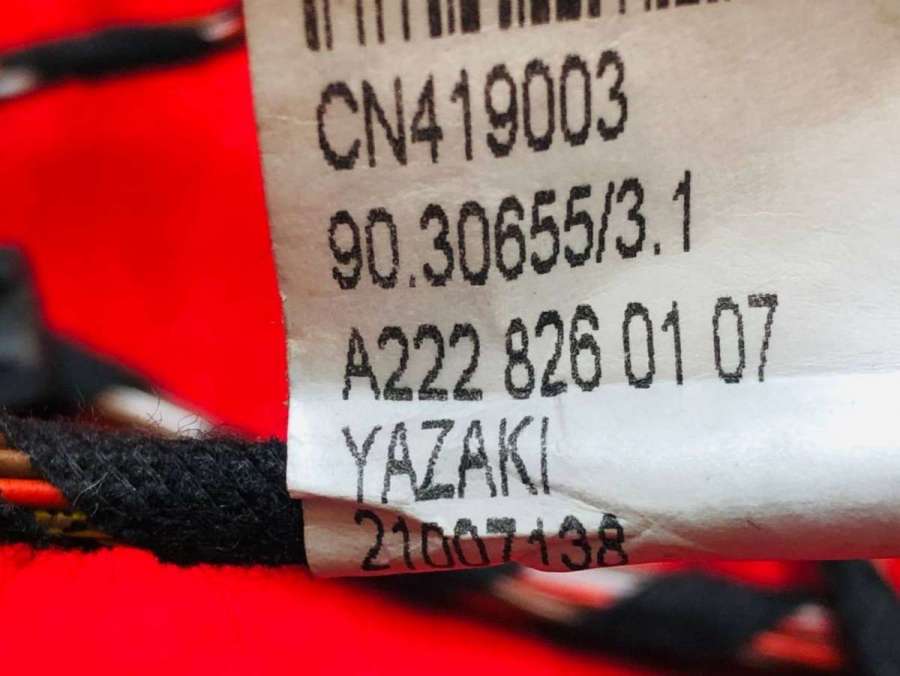 CN419003
90.30655/3.1
A222 826 01 07
YAZAKI
21007138